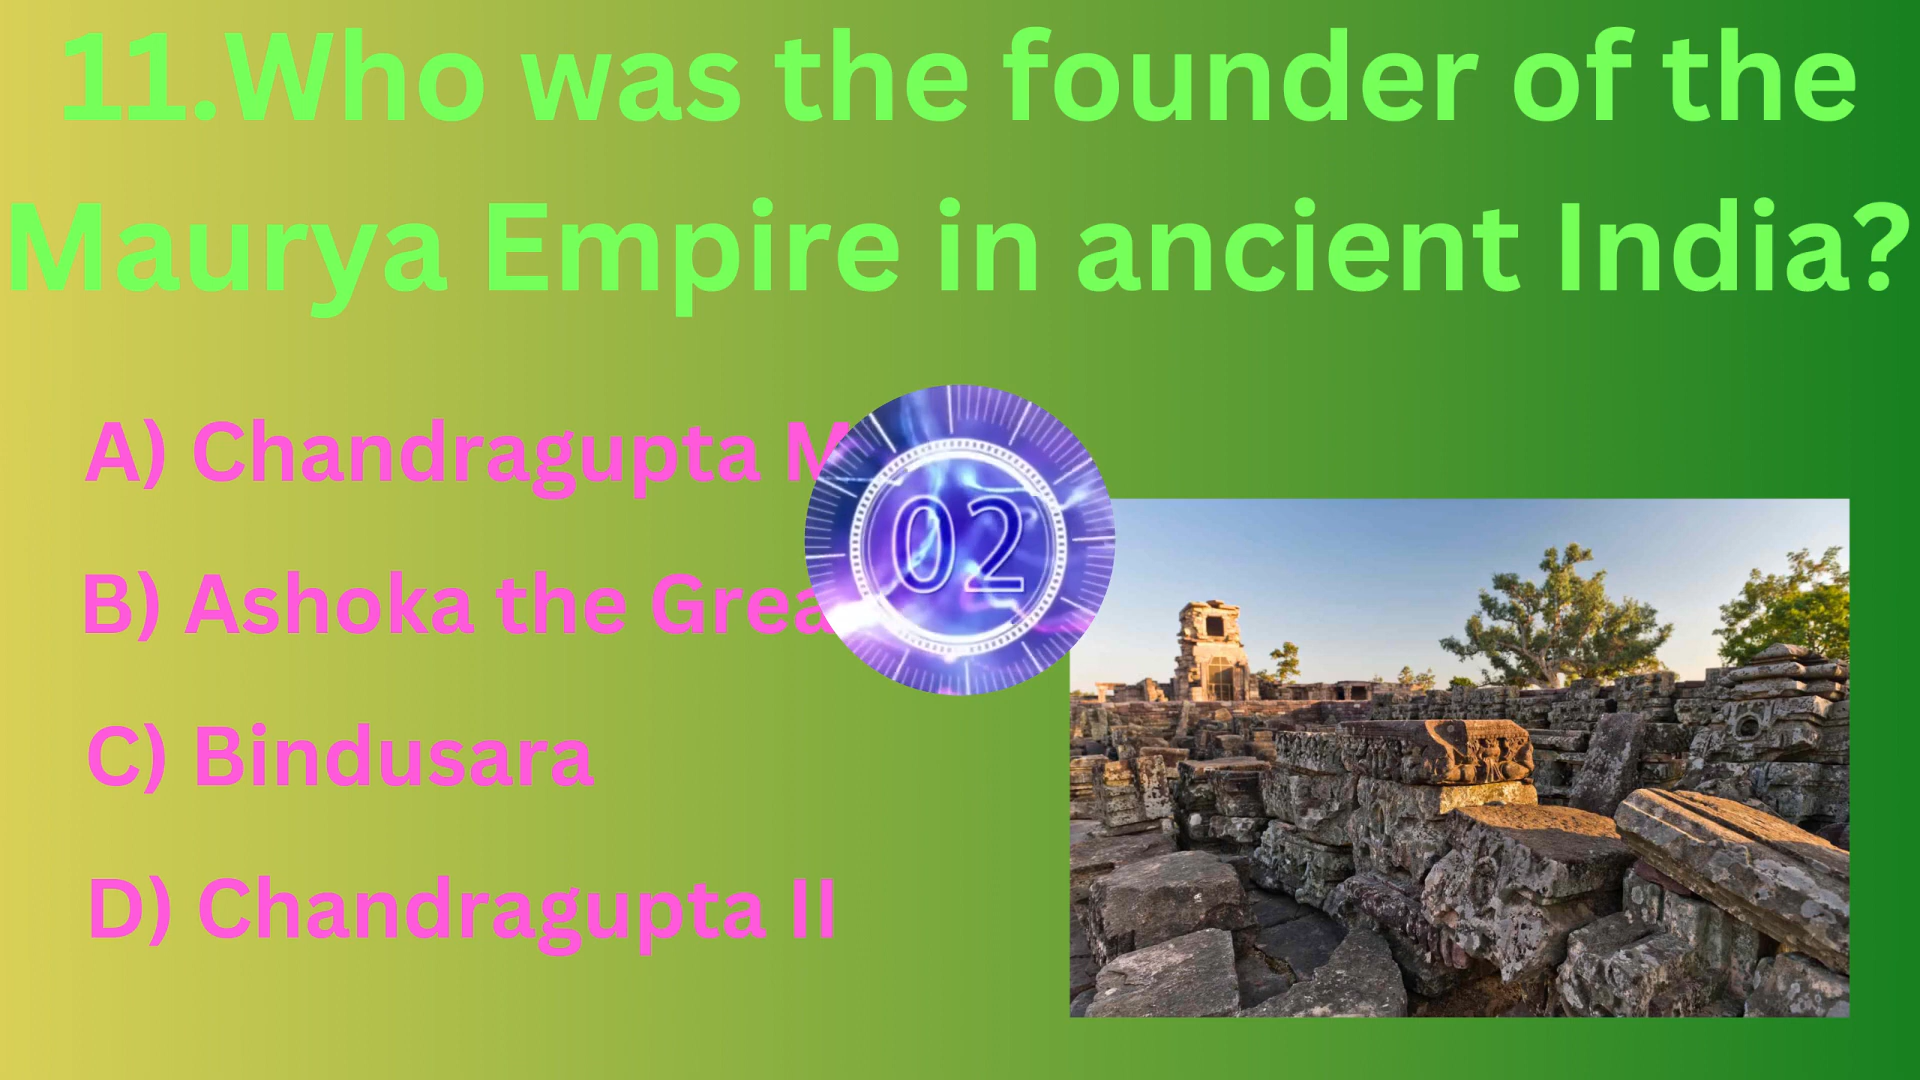 11.Who was the founder of the
Maurya Empire in ancient India?
A) Chandragupta
B) Ashoka the
02
C) Bindusara
D) Chandragupta II